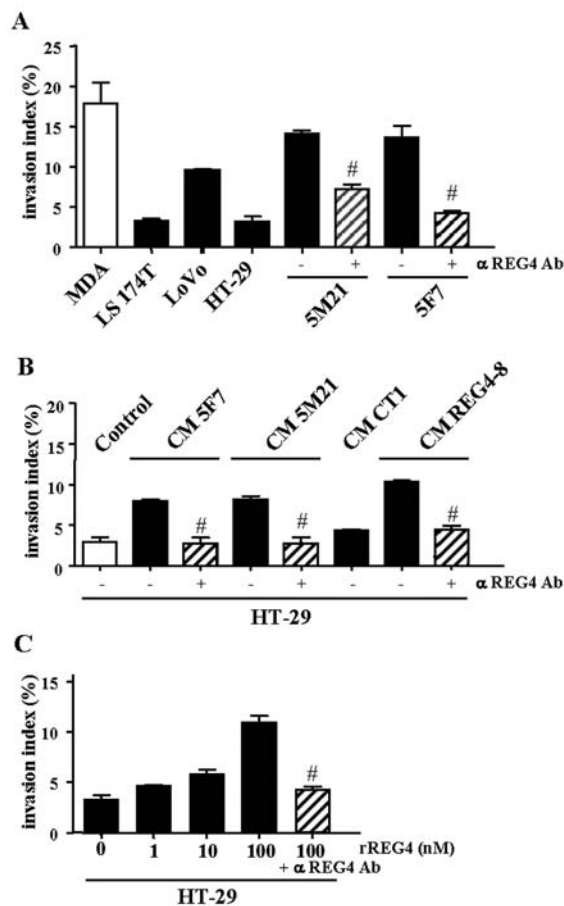 A
invasion index (%)
25
20
15
10
5
0
# #
- + - + α REG4 Ab
MDA LS 174T LoVo HT-29 5M21 5F7
B
Control CM 5F7 CM 5M21 CM CT1 CM REG4-8
invasion index (%)
20
15
10
5
0
# # #
- - + - + - - + α REG4 Ab
HT-29
C
invasion index (%)
15
10
5
0
#
0 1 10 100 100 rREG4 (nM)
+ α REG4 Ab
HT-29